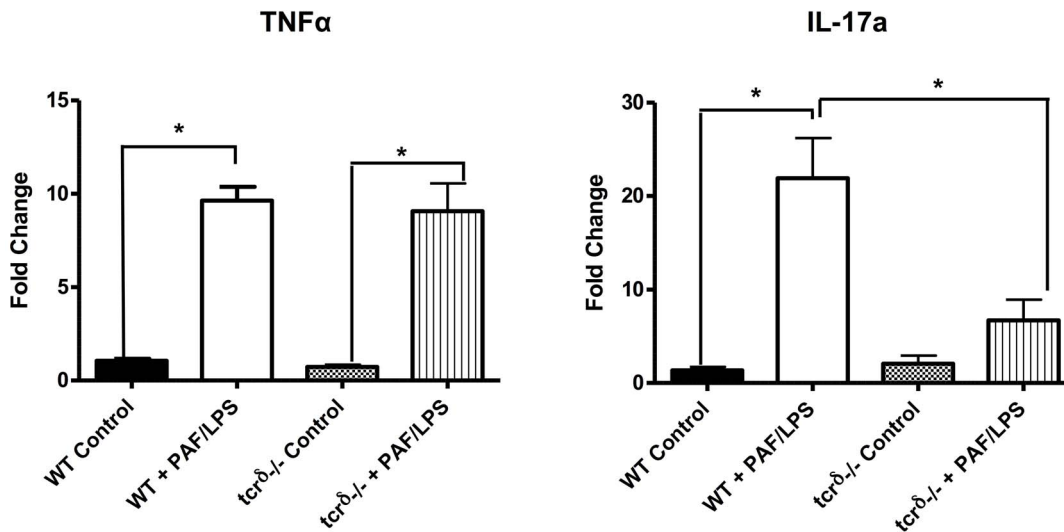 TNFα
Fold Change
15
10
5
0
*
*
WT Control
WT + PAF/LPS
tcrδ-/- Control
tcrδ-/- + PAF/LPS
IL-17a
Fold Change
30
20
10
0
*
*
WT Control
WT + PAF/LPS
tcrδ-/- Control
tcrδ-/- + PAF/LPS